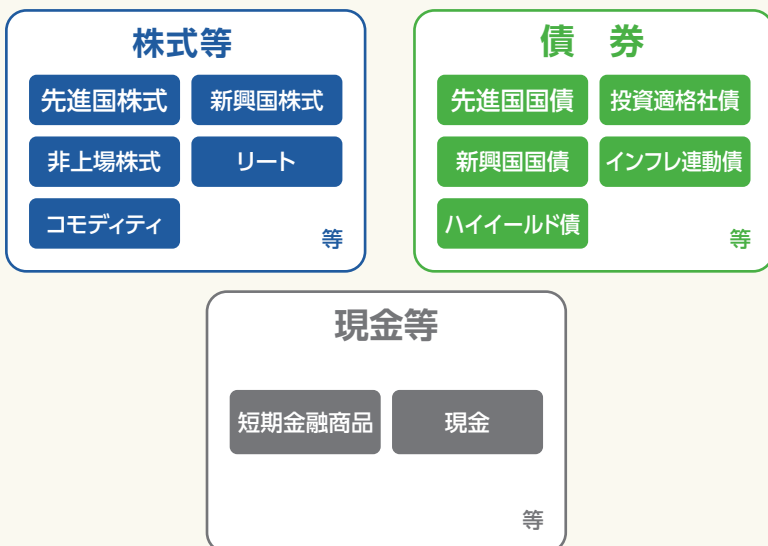 株式等
先進国株式
新興国株式
非上場株式
リート
コモディティ
等
債　券
先進国国債
投資適格社債
新興国国債
インフレ連動債
ハイイールド債
等
現金等
短期金融商品
現金
等